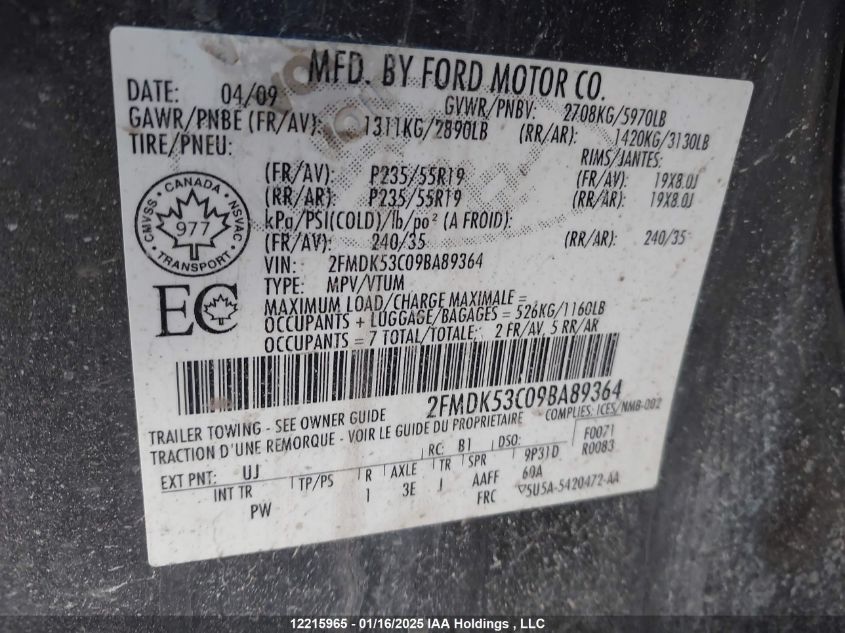 MFD. BY FORD MOTOR CO.
DATE: 04/09 GVWR/PNBV: 2708KG/5970LB
GAWR/PNBE (FR/AV): 1311KG/2890LB (RR/AR): 1420KG/3130LB
TIRE/PNEU: RIMS/JANTES:
(FR/AV): P235/55R19 (FR/AV): 19X8.0J
(RR/AR): P235/55R19 (RR/AR): 19X8.0J
kPa/PSI(COLD)/lb/po² (A FROID):
(FR/AV): 240/35 (RR/AR): 240/35
VIN: 2FMDK53C09BA89364
TYPE: MPV/VTUM
MAXIMUM LOAD/CHARGE MAXIMALE =
OCCUPANTS + LUGGAGE/BAGAGES = 526KG/1160LB
OCCUPANTS = 7 TOTAL/TOTALE; 2 FR/AV, 5 RR/AR
CANADA
CMVSS 977 NSVAC
TRANSPORT
EC
2FMDK53C09BA89364
TRAILER TOWING - SEE OWNER GUIDE COMPLIES: ICES/NMB-002
TRACTION D'UNE REMORQUE - VOIR LE GUIDE DU PROPRIETAIRE
RC: B1 DSO: F0071
EXT PNT: UJ 9P31D R0083
INT TR TP/PS R AXLE TR SPR 60A
PW 1 3E J AAFF
FRC 5U5A-5420472-AA
12215965 - 01/16/2025 IAA Holdings , LLC